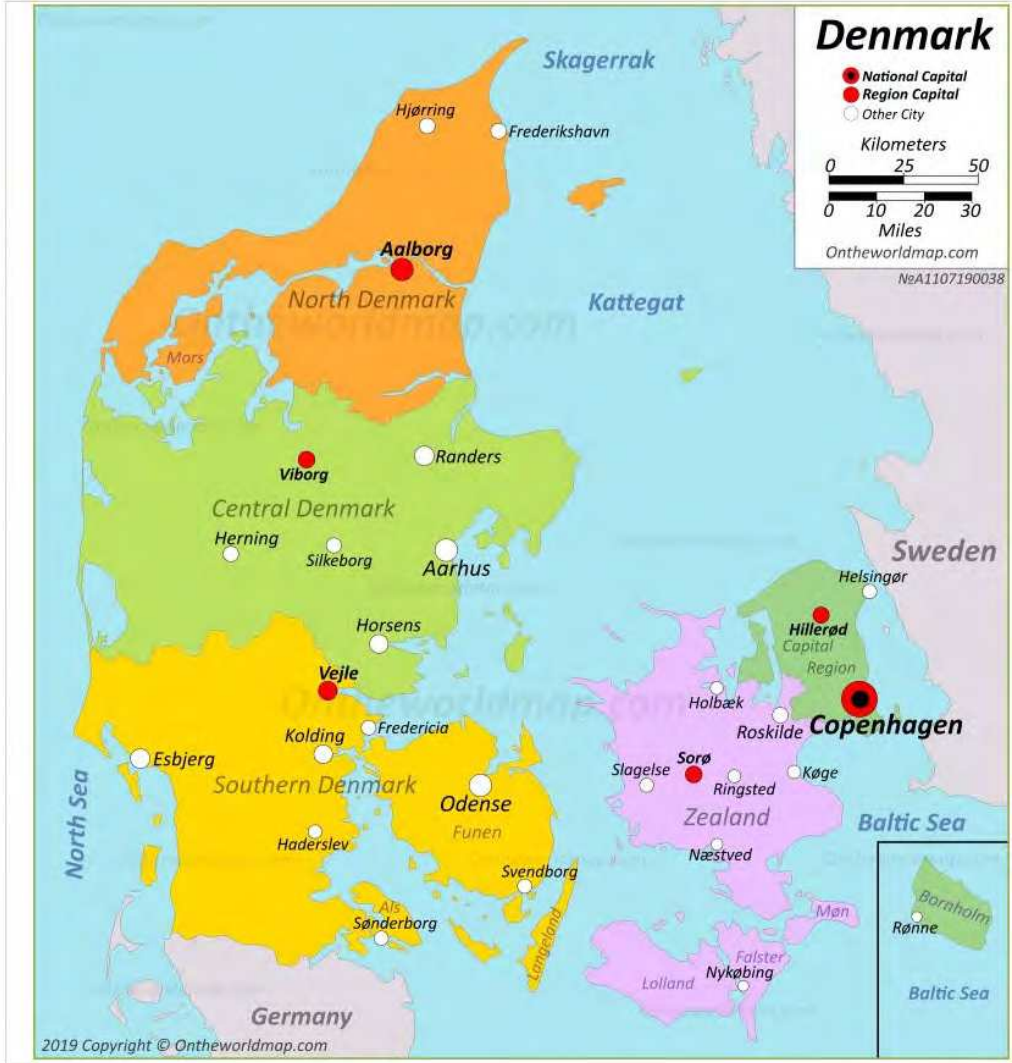 Denmark
National Capital
Region Capital
Other City
Kilometers
0 25 50
0 10 20 30
Miles
Ontheworldmap.com
№A1107190038
Skagerrak
Hjørring
Frederikshavn
Aalborg
North Denmark
Kattegat
Ontheworldmap.com
Mors
Randers
Viborg
Central Denmark
Herning
Silkeborg
Aarhus
Sweden
Helsingør
Horsens
Hillerød
Capital
Region
Vejle
Ontheworldmap.com
Holbæk
Roskilde
Copenhagen
Fredericia
Kolding
Esbjerg
Southern Denmark
Odense
Funen
Slagelse
Sorø
Ringsted
Køge
North Sea
Zealand
Baltic Sea
Haderslev
Næstved
Svendborg
Als
Sønderborg
Langeland
Møn
Bornholm
Rønne
Falster
Nykøbing
Lolland
Baltic Sea
Germany
2019 Copyright © Ontheworldmap.com